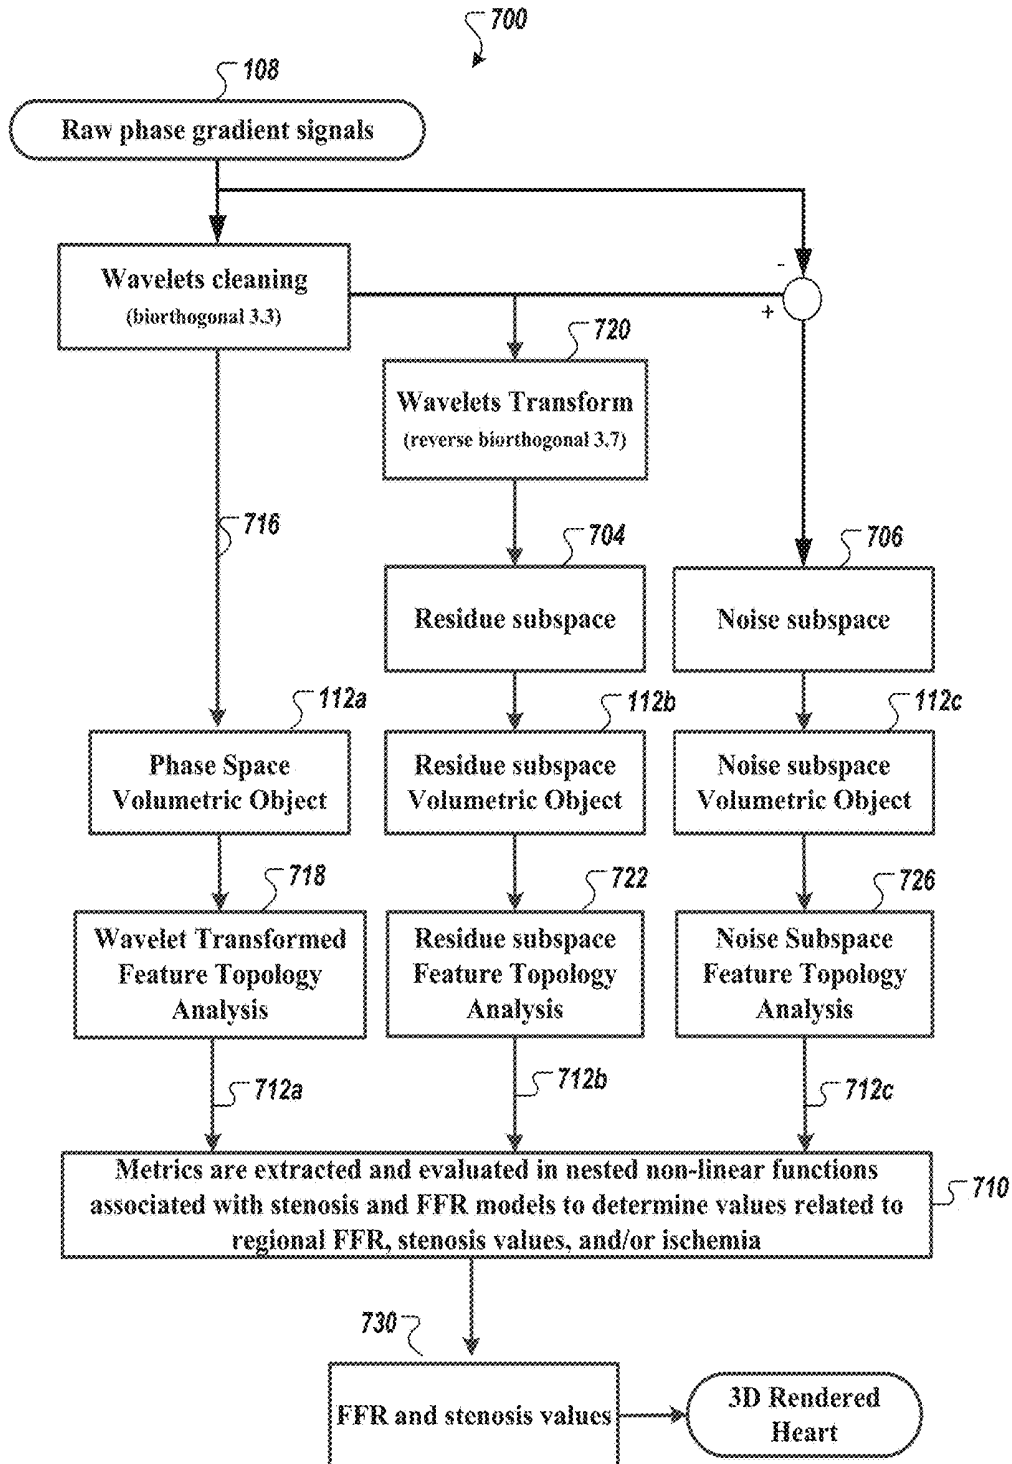 700
108
Raw phase gradient signals
Wavelets cleaning
(biorthogonal 3.3)
-
+
720
Wavelets Transform
(reverse biorthogonal 3.7)
716
704
706
Residue subspace
Noise subspace
112a
112b
112c
Phase Space
Volumetric Object
Residue subspace
Volumetric Object
Noise subspace
Volumetric Object
718
722
726
Wavelet Transformed
Feature Topology
Analysis
Residue subspace
Feature Topology
Analysis
Noise Subspace
Feature Topology
Analysis
712a
712b
712c
Metrics are extracted and evaluated in nested non-linear functions
associated with stenosis and FFR models to determine values related to
regional FFR, stenosis values, and/or ischemia
710
730
FFR and stenosis values
3D Rendered
Heart